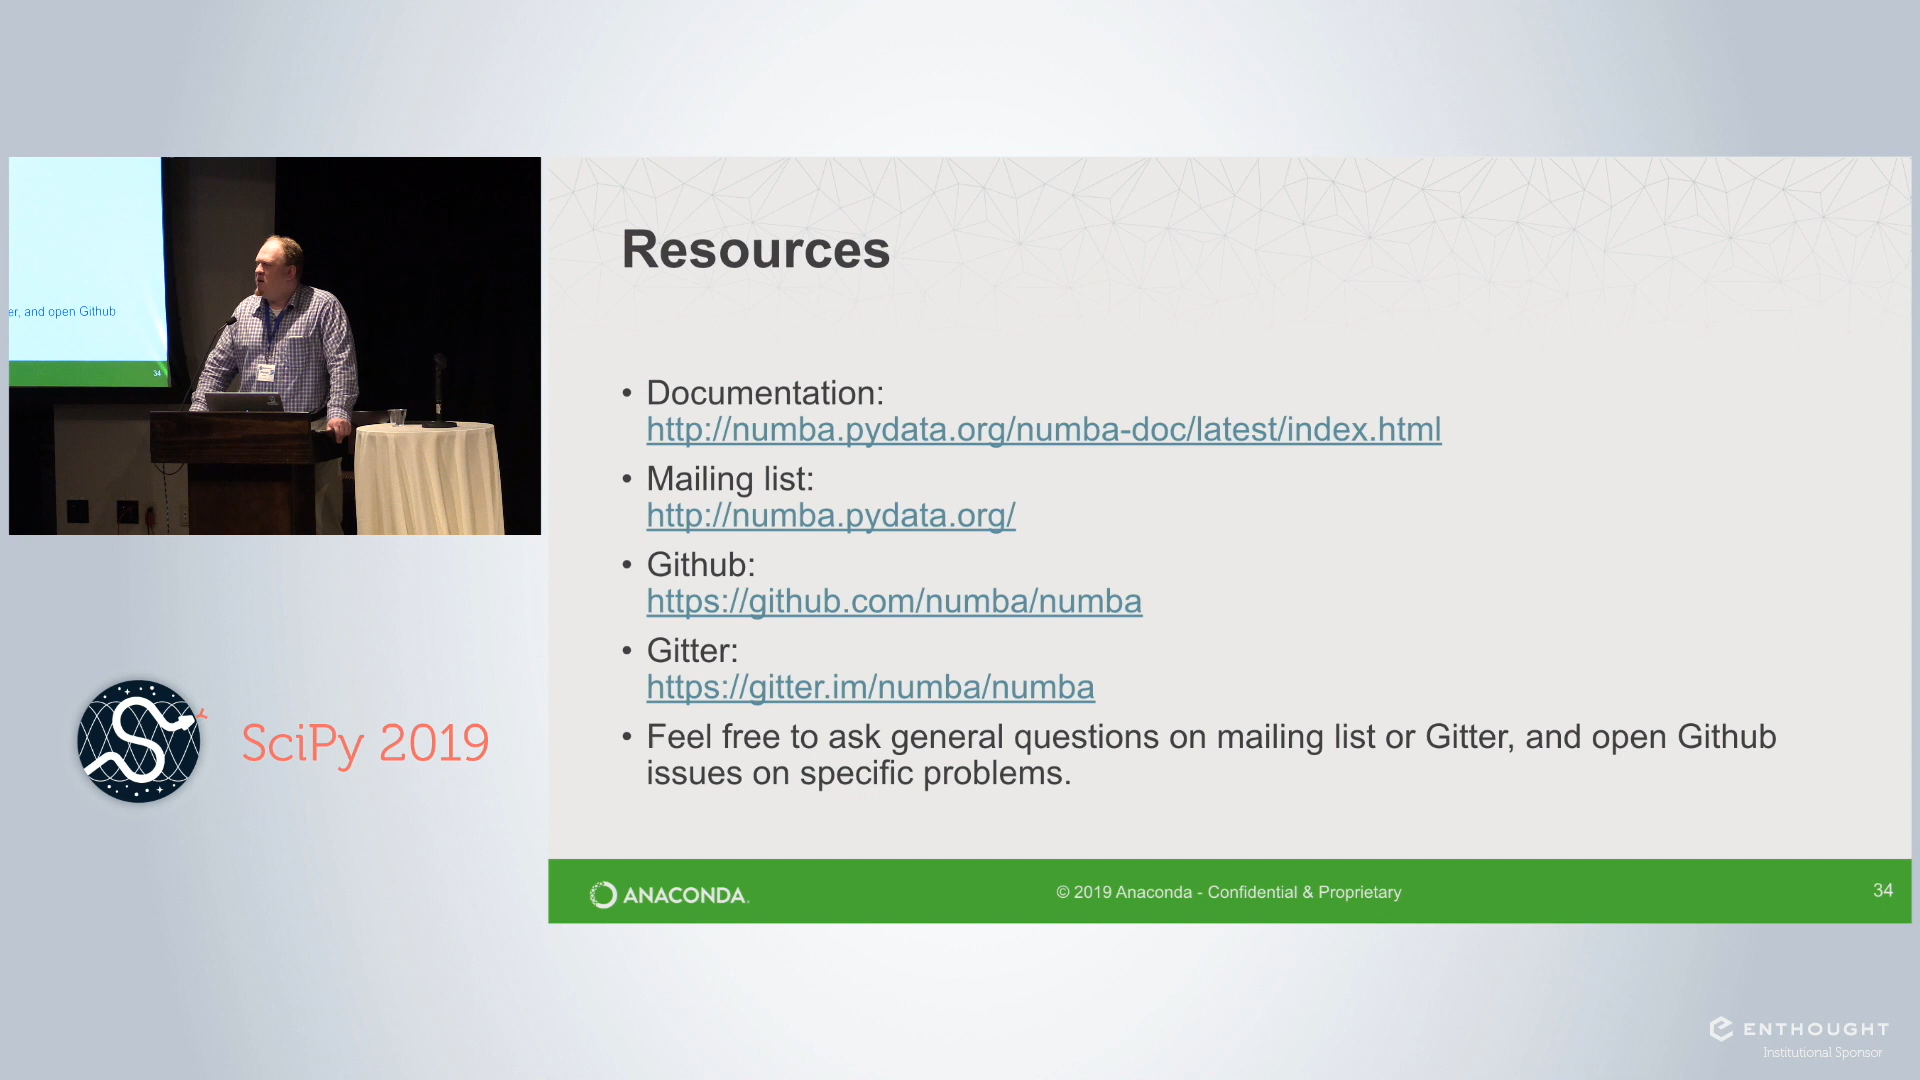 er, and open Github
34
SciPy 2019
Resources
• Documentation:
http://numba.pydata.org/numba-doc/latest/index.html
• Mailing list:
http://numba.pydata.org/
• Github:
https://github.com/numba/numba
• Gitter:
https://gitter.im/numba/numba
• Feel free to ask general questions on mailing list or Gitter, and open Github
issues on specific problems.
ANACONDA.
© 2019 Anaconda - Confidential & Proprietary
34
ENTHOUGHT
Institutional Sponsor